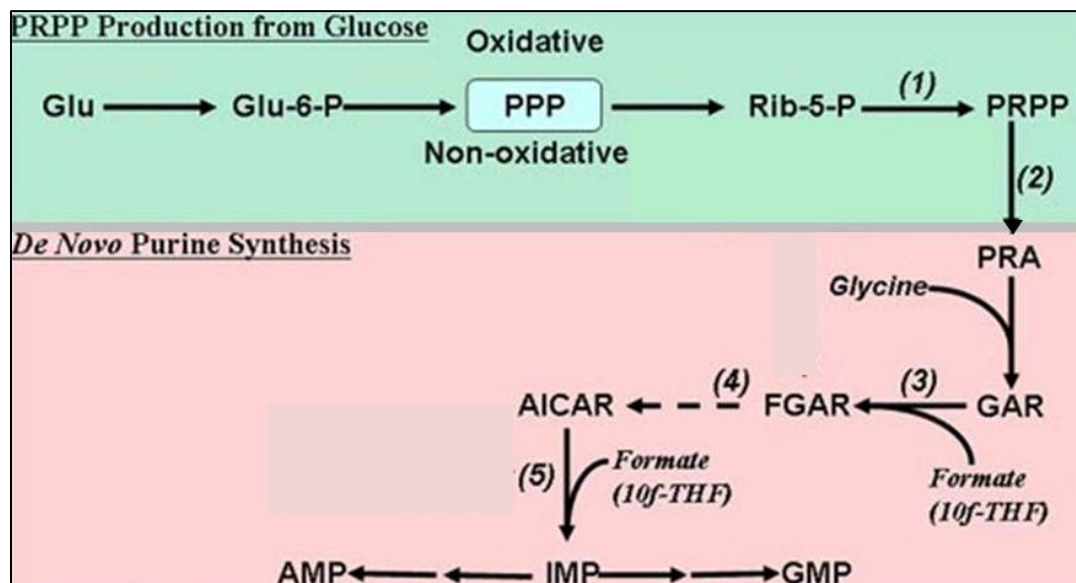 PRPP Production from Glucose
Oxidative
Glu
Glu-6-P
PPP
Rib-5-P
(1)
PRPP
Non-oxidative
(2)
De Novo Purine Synthesis
PRA
Glycine
AICAR
(4)
FGAR
(3)
GAR
(5)
Formate
(10f-THF)
Formate
(10f-THF)
AMP
IMP
GMP